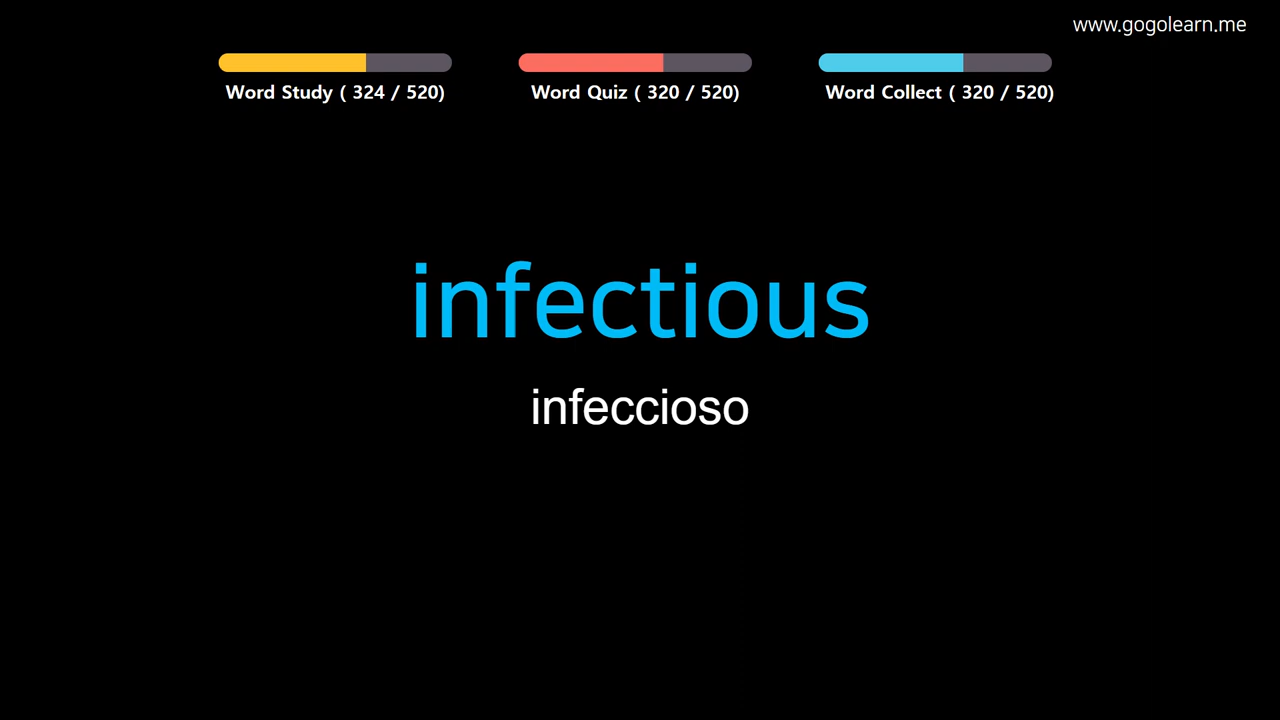 www.gogolearn.me
Word Study ( 324 / 520)
Word Quiz ( 320 / 520)
Word Collect ( 320 / 520)
infectious
infeccioso